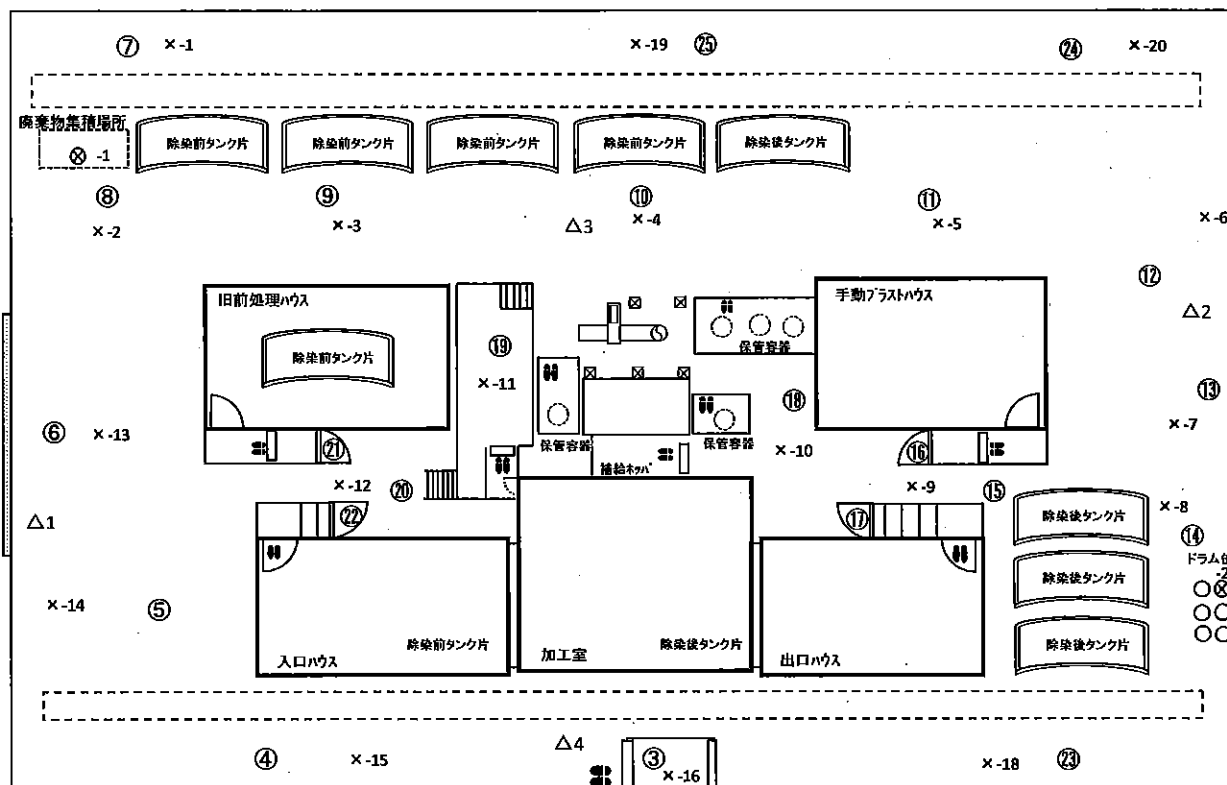 ⑦ ×-1 ×-19 ㉕ ㉔ ×-20
廃棄物集積場所
⊗ -1
除染前タンク片 除染前タンク片 除染前タンク片 除染前タンク片 除染後タンク片
⑧ ⑨ ⑩ ⑪
×-2 ×-3 △3 ×-4 ×-5 ×-6
⑫
旧前処理ハウス 手動ブラストハウス
△2
保管容器
⑲
除染前タンク片
×-11
⑬
⑱
⑥ ×-13 ×-7
保管容器 保管容器 ×-10
㉑ ⑯
補給ホッパ
×-12 ⑳ ×-9 ⑮
×-8
△1 ㉒ ⑰ 除染後タンク片
⑭
ドラム缶
-2
除染後タンク片
×-14 ⑤
除染前タンク片 除染後タンク片 除染後タンク片
入口ハウス 加工室 出口ハウス
△4
④ ×-15 ③ ×-16 ×-18 ㉓